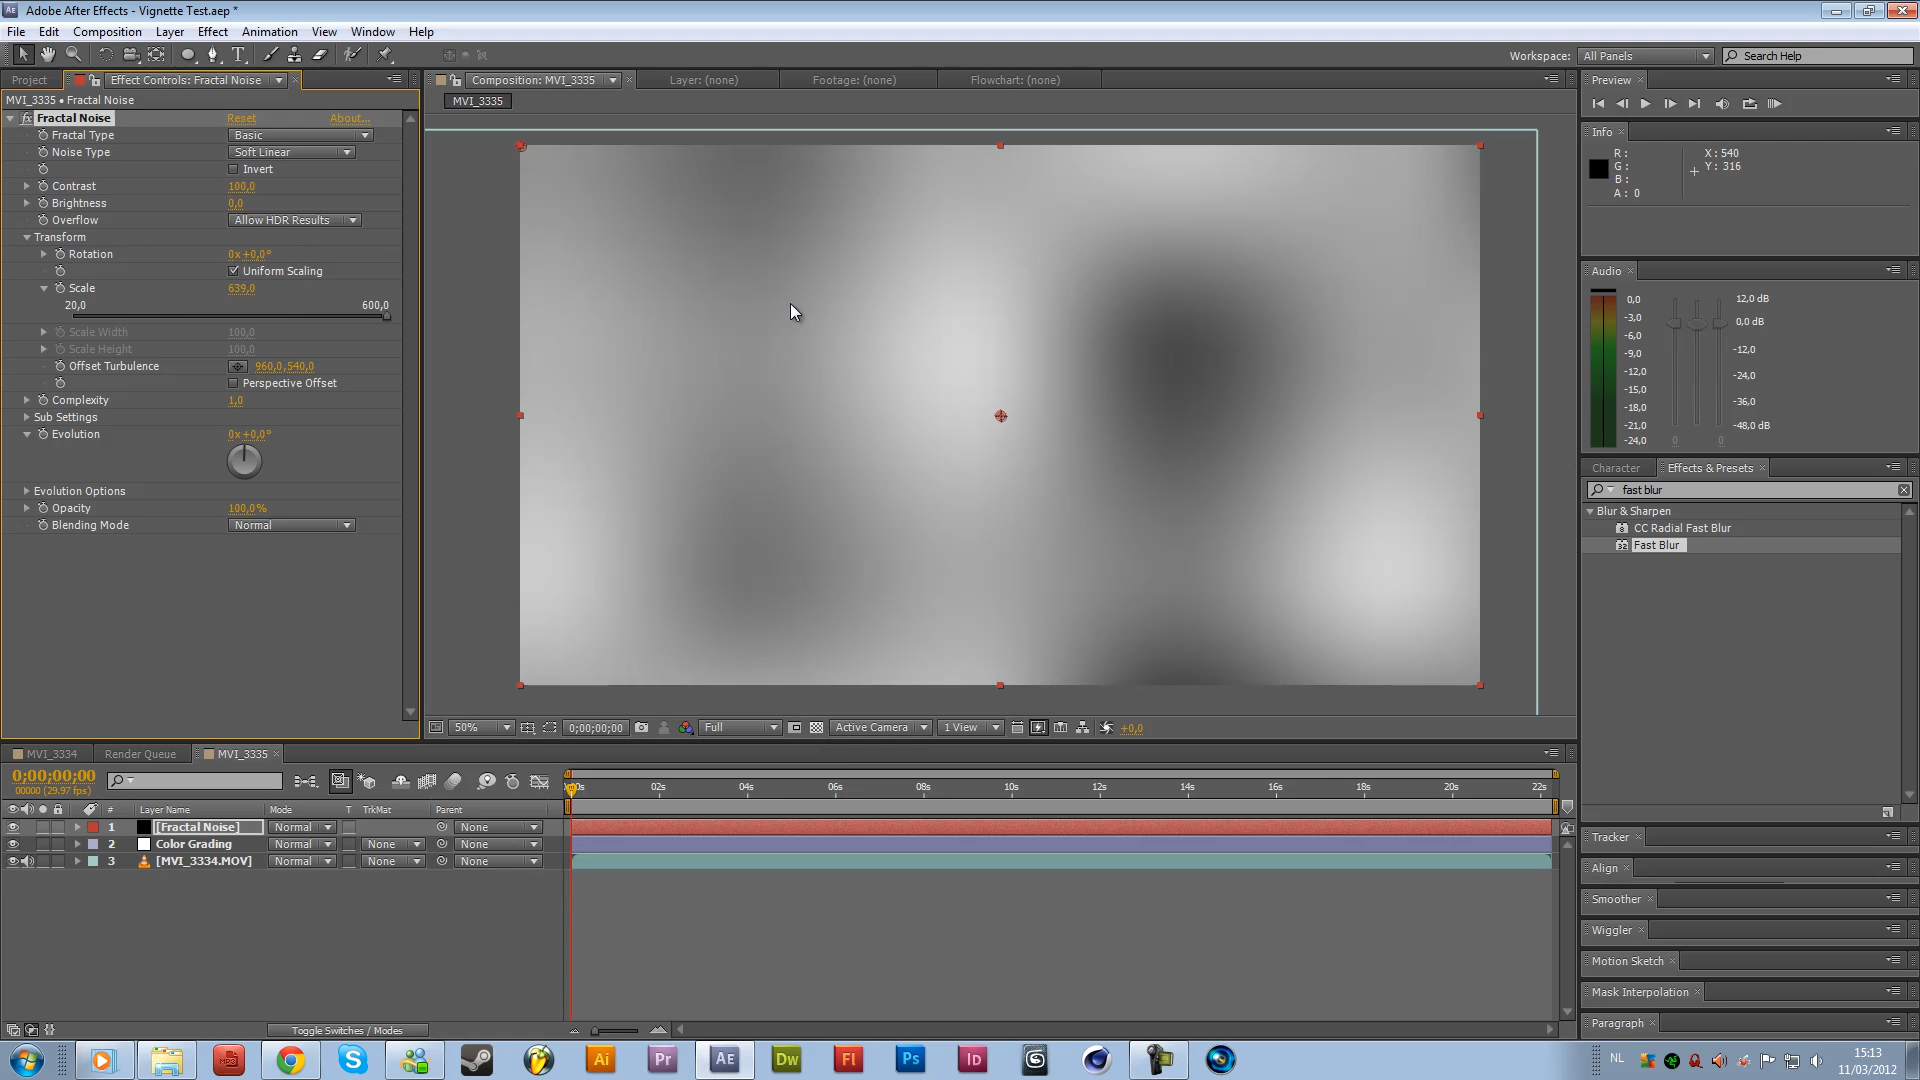 Adobe After Effects - Vignette Test.aep *
File Edit Composition Layer Effect Animation View Window Help
Workspace: All Panels Search Help
Project Effect Controls: Fractal Noise
Composition: MVI_3335 Layer: (none) Footage: (none) Flowchart: (none)
Preview
MVI_3335 • Fractal Noise
MVI_3335
fx Fractal Noise Reset About...
Fractal Type Basic
Noise Type Soft Linear
Invert
Contrast 100,0
Brightness 0,0
Overflow Allow HDR Results
Transform
Rotation 0x+0,0°
Uniform Scaling
Scale 639,0
20,0 600,0
Scale Width 100,0
Scale Height 100,0
Offset Turbulence 960,0,540,0
Perspective Offset
Complexity 1,0
Sub Settings
Evolution 0x+0,0°
Evolution Options
Opacity 100,0%
Blending Mode Normal
50% 0;00;00;00 Full Active Camera 1 View +0,0
Info
R: X: 540
G: Y: 316
B:
A: 0
Audio
0,0 12,0 dB
-3,0
-6,0 0,0 dB
-9,0
-12,0 -12,0
-15,0 -24,0
-18,0 -36,0
-21,0 -48,0 dB
-24,0 0 0
Character Effects & Presets
fast blur
Blur & Sharpen
CC Radial Fast Blur
32 Fast Blur
Tracker
Align
Smoother
Wiggler
Motion Sketch
Mask Interpolation
Paragraph
MVI_3334 Render Queue MVI_3335
0;00;00;00
00000 (29.97 fps)
02s 04s 06s 08s 10s 12s 14s 16s 18s 20s 22s
# Layer Name Mode T TrkMat Parent
1 [Fractal Noise] Normal None
2 Color Grading Normal None None
3 [MVI_3334.MOV] Normal None None
Toggle Switches / Modes
MP3 Ai Pr Ae Dw Fl Ps Id
NL
15:13
11/03/2012